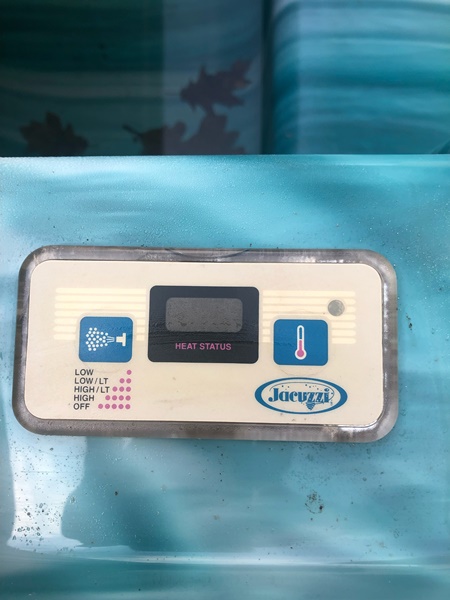 HEAT STATUS
LOW
LOW/LT
HIGH/LT
HIGH
OFF
Jacuzzi